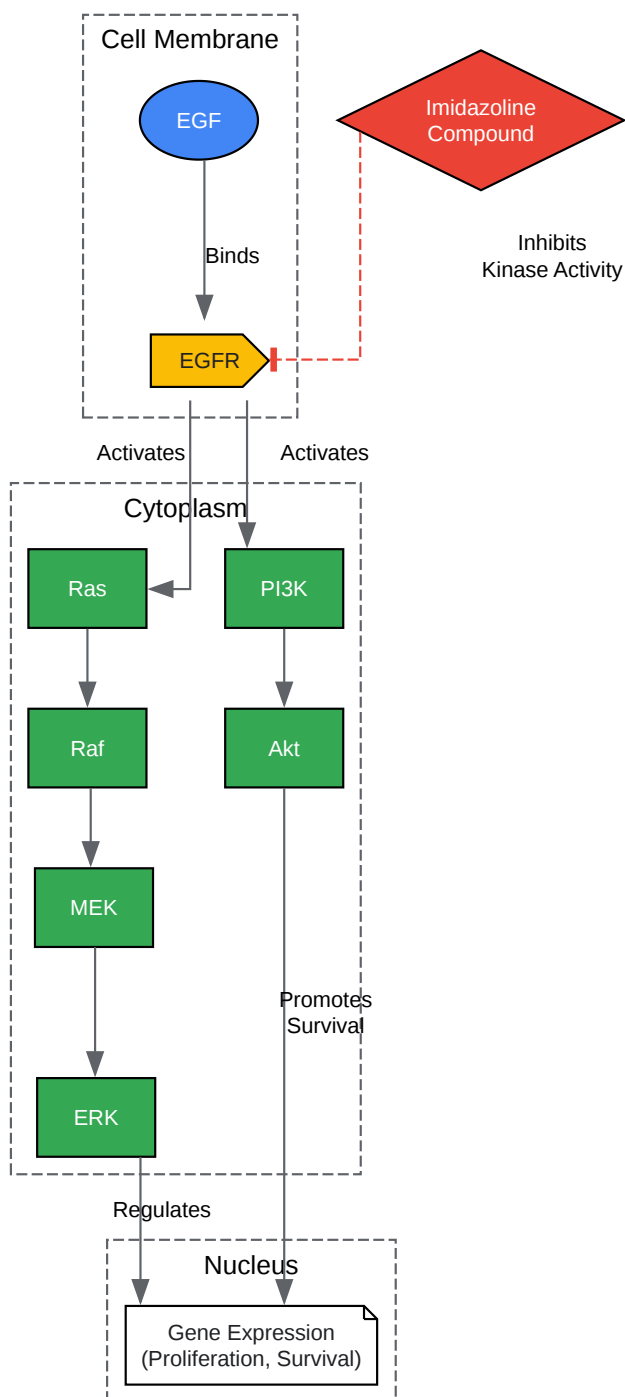 Cell Membrane
EGF
Imidazoline
Compound
Binds
Inhibits
Kinase Activity
EGFR
Activates
Activates
Cytoplasm
Ras
PI3K
Raf
Akt
MEK
Promotes
Survival
ERK
Regulates
Nucleus
Gene Expression
(Proliferation, Survival)